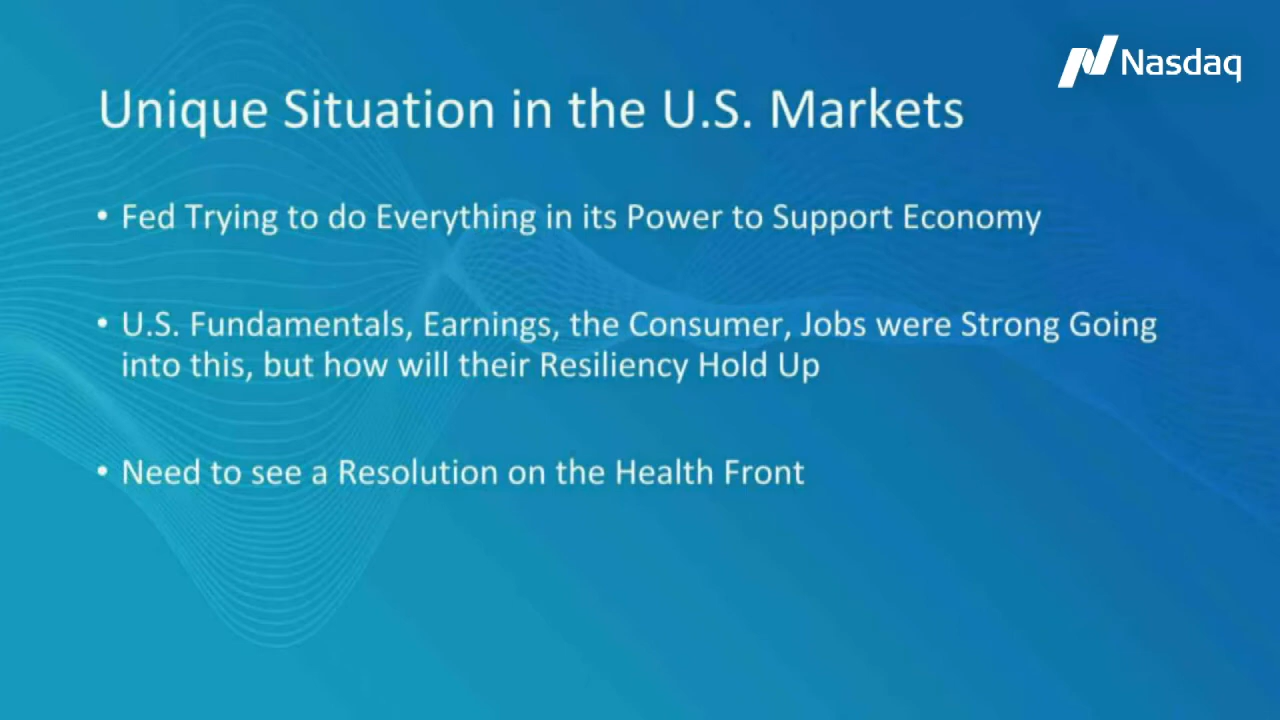 Nasdaq
Unique Situation in the U.S. Markets
• Fed Trying to do Everything in its Power to Support Economy
• U.S. Fundamentals, Earnings, the Consumer, Jobs were Strong Going
into this, but how will their Resiliency Hold Up
• Need to see a Resolution on the Health Front